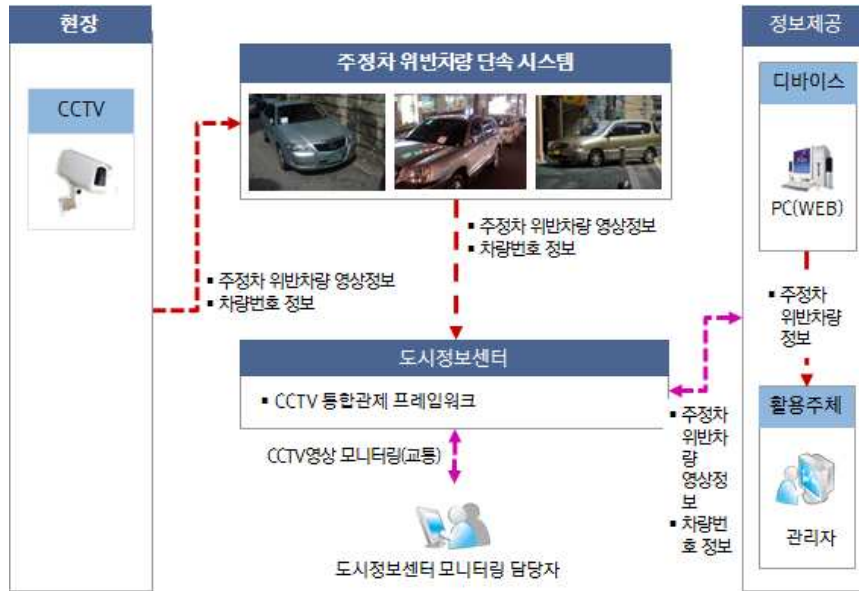 현장
CCTV
주정차 위반차량 단속 시스템
▪ 주정차 위반차량 영상정보
▪ 차량번호 정보
▪ 주정차 위반차량 영상정보
▪ 차량번호 정보
도시정보센터
▪ CCTV 통합관제 프레임워크
CCTV영상 모니터링(교통)
도시정보센터 모니터링 담당자
▪ 주정차
위반차
량
영상정
보
▪ 차량번
호 정보
정보제공
디바이스
PC(WEB)
▪ 주정차
위반차량
정보
활용주체
관리자